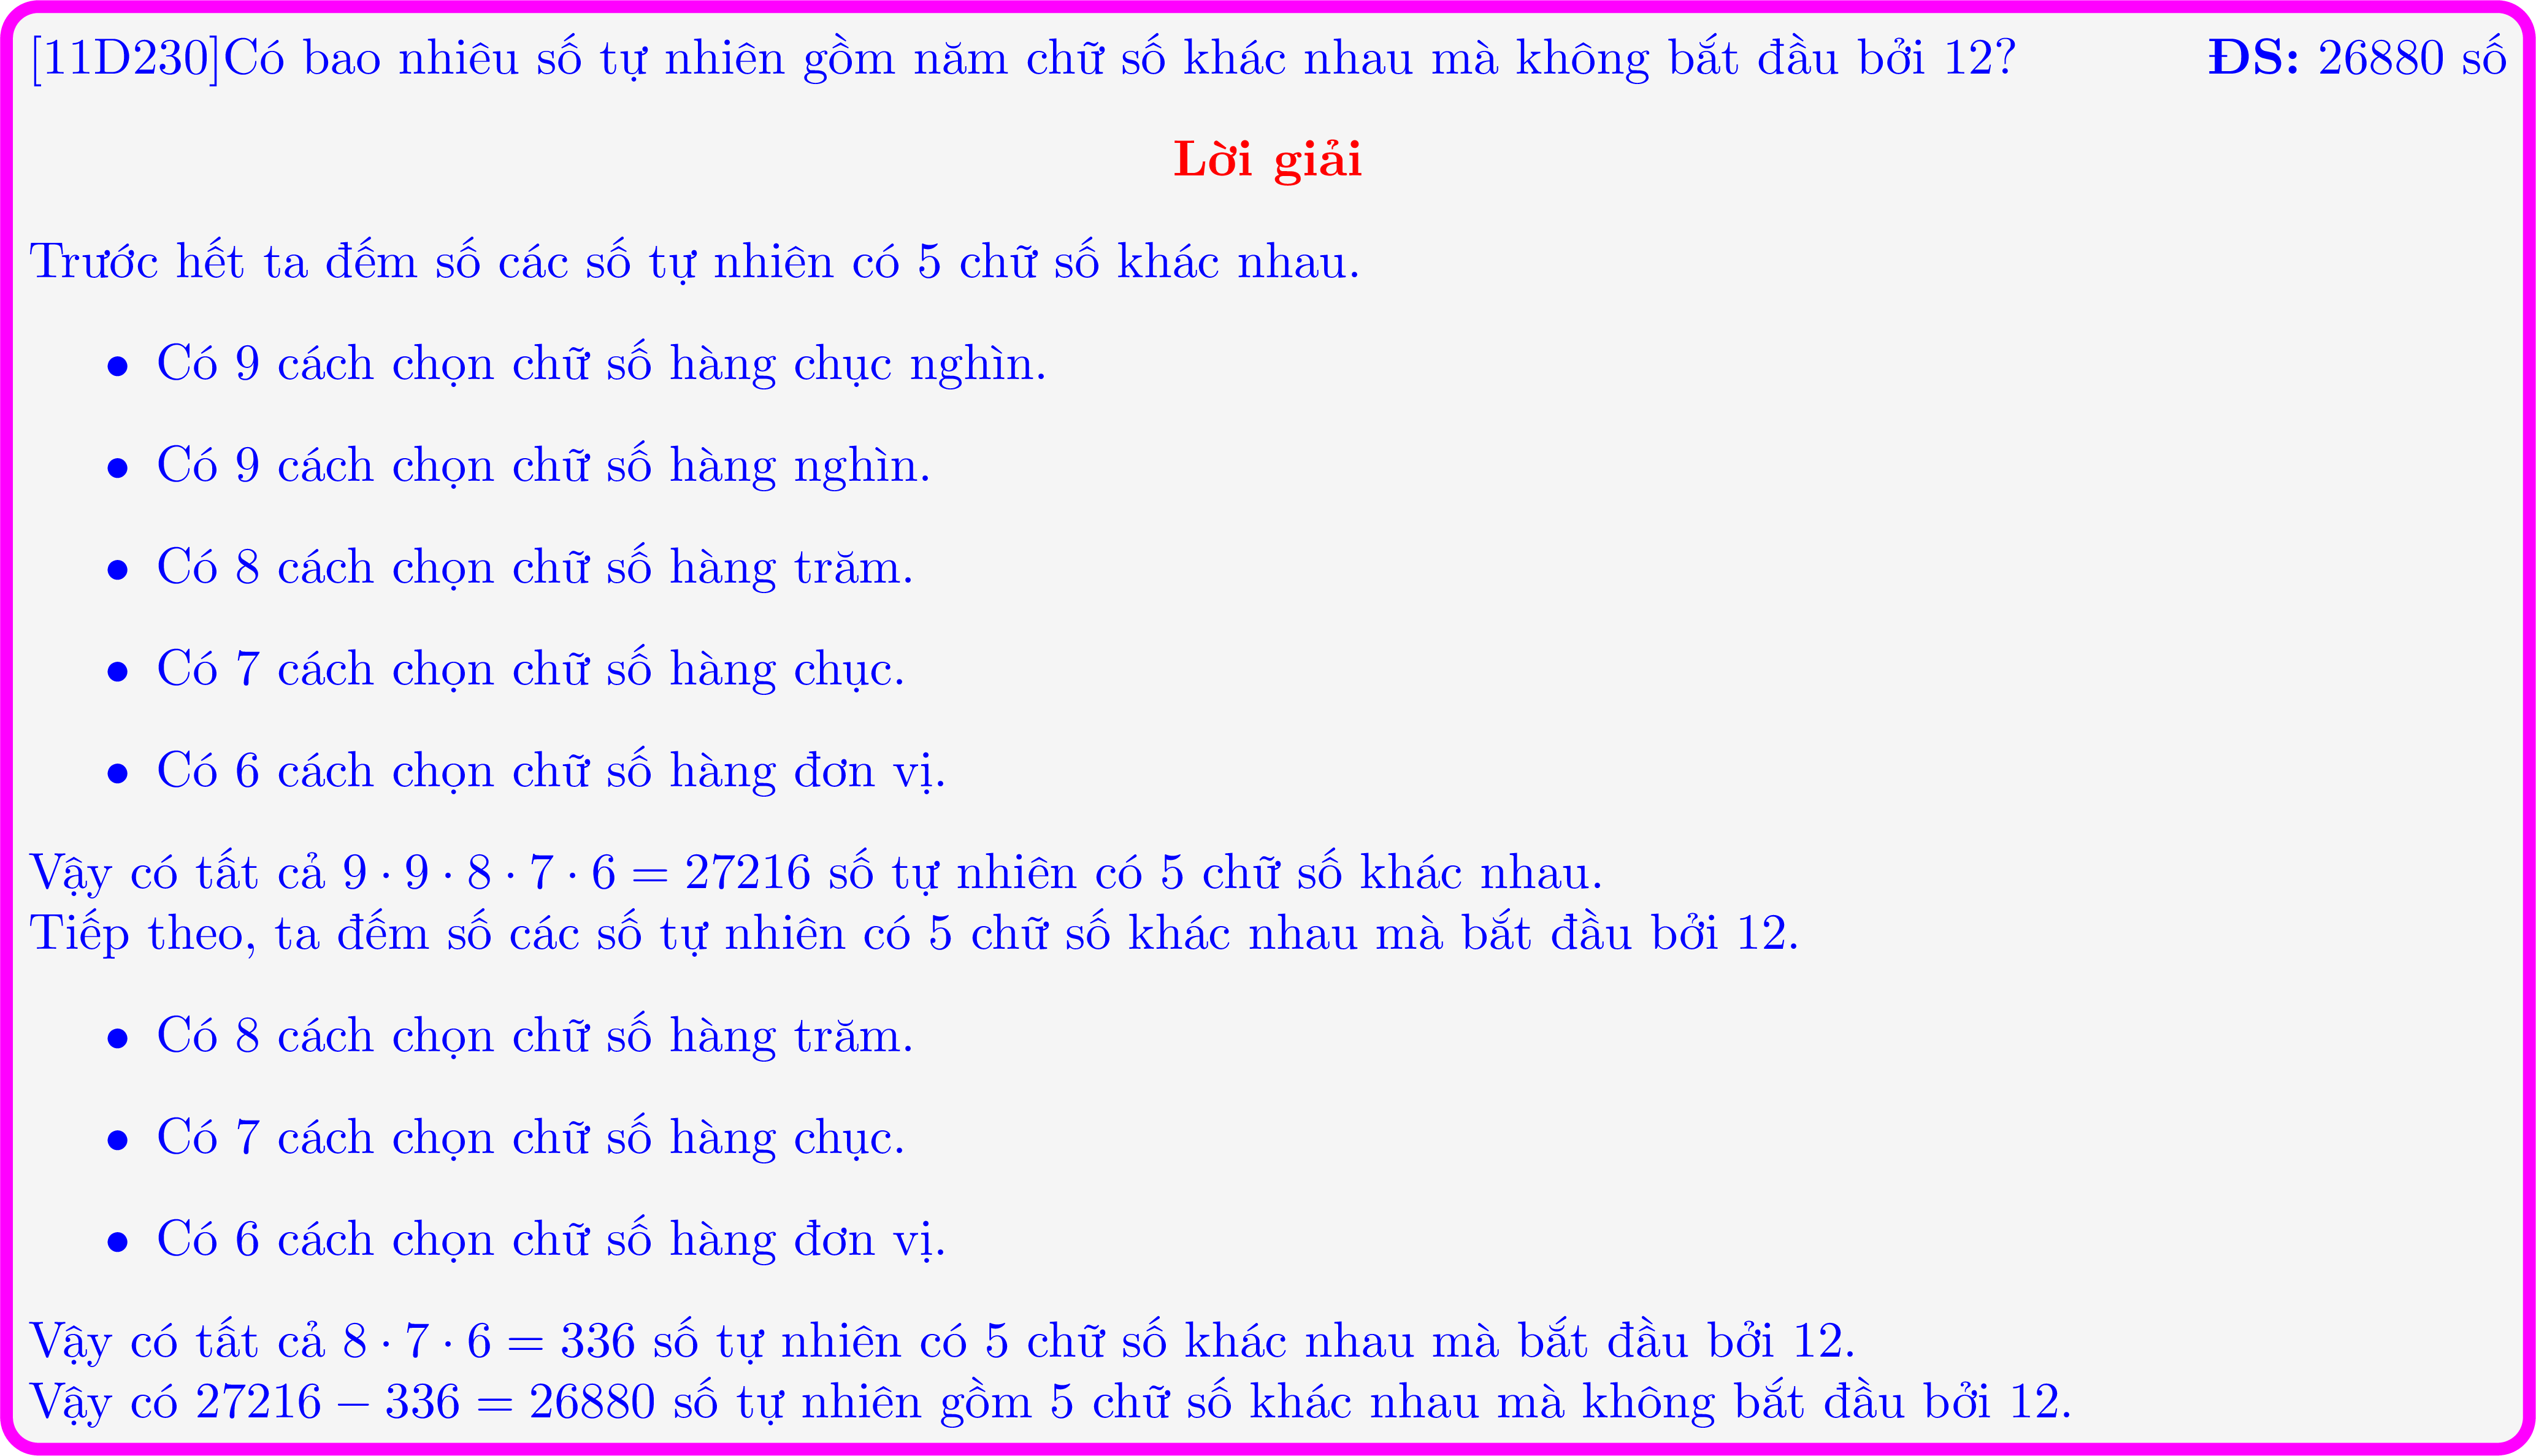 [11D230]Có bao nhiêu số tự nhiên gồm năm chữ số khác nhau mà không bắt đầu bởi 12? ĐS: 26880 số
Lời giải
Trước hết ta đếm số các số tự nhiên có 5 chữ số khác nhau.
• Có 9 cách chọn chữ số hàng chục nghìn.
• Có 9 cách chọn chữ số hàng nghìn.
• Có 8 cách chọn chữ số hàng trăm.
• Có 7 cách chọn chữ số hàng chục.
• Có 6 cách chọn chữ số hàng đơn vị.
Vậy có tất cả 9 · 9 · 8 · 7 · 6 = 27216 số tự nhiên có 5 chữ số khác nhau.
Tiếp theo, ta đếm số các số tự nhiên có 5 chữ số khác nhau mà bắt đầu bởi 12.
• Có 8 cách chọn chữ số hàng trăm.
• Có 7 cách chọn chữ số hàng chục.
• Có 6 cách chọn chữ số hàng đơn vị.
Vậy có tất cả 8 · 7 · 6 = 336 số tự nhiên có 5 chữ số khác nhau mà bắt đầu bởi 12.
Vậy có 27216 − 336 = 26880 số tự nhiên gồm 5 chữ số khác nhau mà không bắt đầu bởi 12.